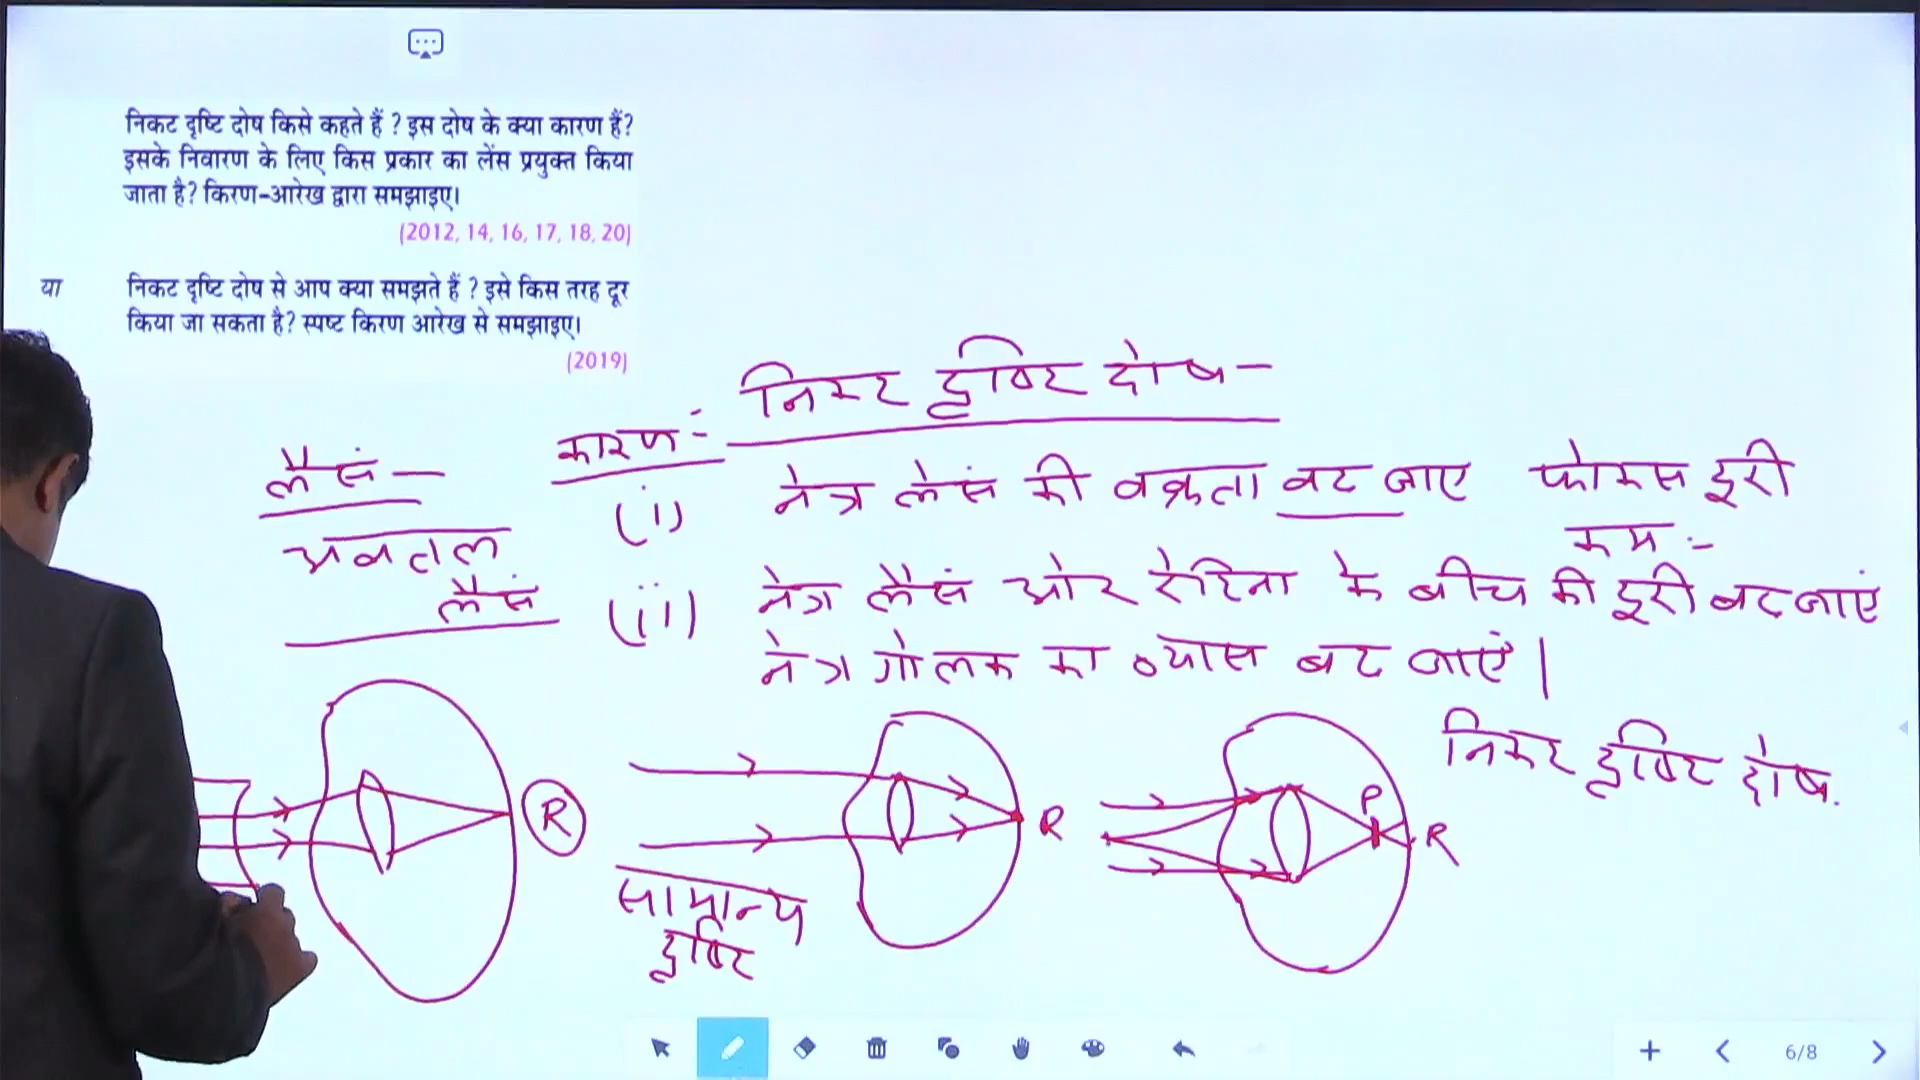 निकट दृष्टि दोष किसे कहते हैं ? इस दोष के क्या कारण हैं?
इसके निवारण के लिए किस प्रकार का लेंस प्रयुक्त किया
जाता है? किरण-आरेख द्वारा समझाइए।
(2012, 14, 16, 17, 18, 20)
या निकट दृष्टि दोष से आप क्या समझते हैं ? इसे किस तरह दूर
किया जा सकता है? स्पष्ट किरण आरेख से समझाइए।
(2019)
निकट दृष्टि दोष –
कारण :-
(i) नेत्र लेंस की वक्रता बढ जाए फोकस दूरी
कम :-
(ii) नेत्र लैंस ओर रेटिना के बीच की दूरी बढ जाएं
नेत्र गोलक का व्यास बढ जाएं |
लैंस –
अवतल
लैंस
R
R
सामान्य
दृष्टि
P
R
निकट दृष्टि दोष.
6/8